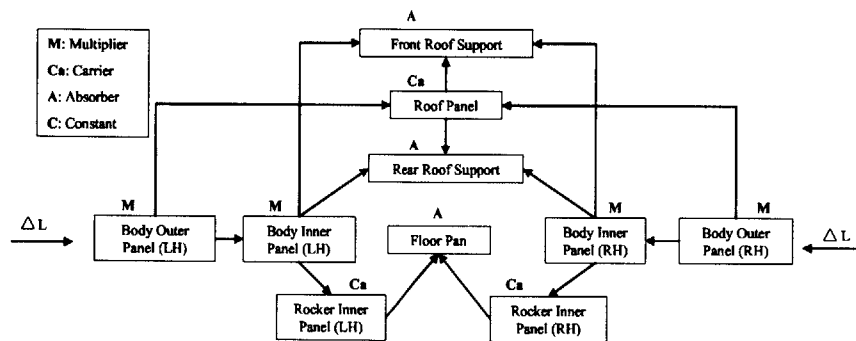 A
M: Multiplier
Ca: Carrier
A: Absorber
C: Constant
Front Roof Support
Ca
Roof Panel
A
Rear Roof Support
M
M
A
M
M
△L
Body Outer
Panel (LH)
Body Inner
Panel (LH)
Floor Pan
Body Inner
Panel (RH)
Body Outer
Panel (RH)
△L
Ca
Ca
Rocker Inner
Panel (LH)
Rocker Inner
Panel (RH)